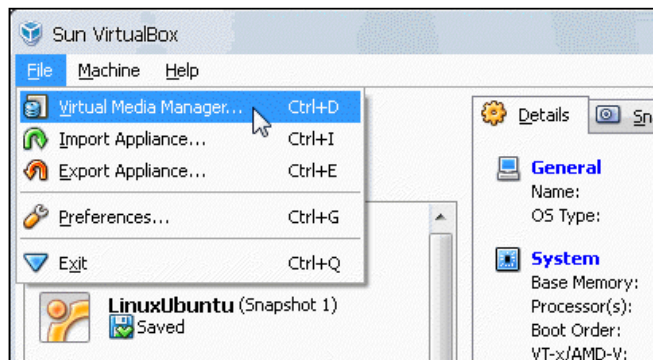 Sun VirtualBox
File Machine Help
Virtual Media Manager... Ctrl+D
Import Appliance... Ctrl+I
Export Appliance... Ctrl+E
Preferences... Ctrl+G
Exit Ctrl+Q
LinuxUbuntu (Snapshot 1)
Saved
Details Sn
General
Name:
OS Type:
System
Base Memory:
Processor(s):
Boot Order:
VT-x/AMD-V: